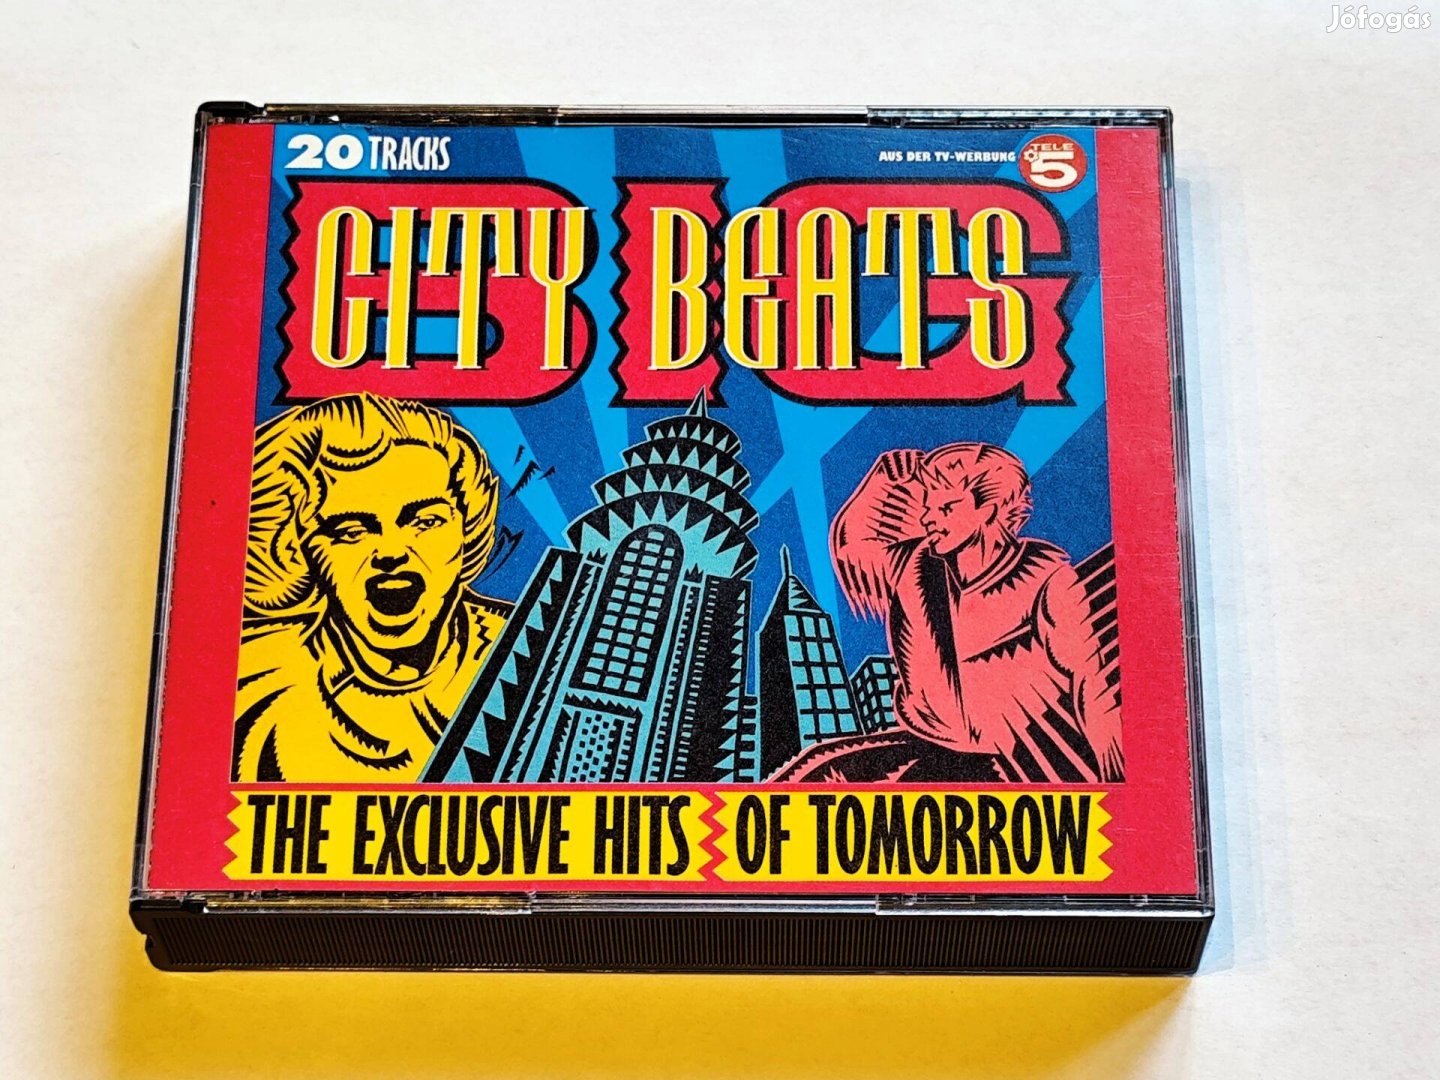 Jófogás
20 TRACKS
AUS DER TV-WERBUNG TELE 5
BIG
CITY BEATS
THE EXCLUSIVE HITS OF TOMORROW